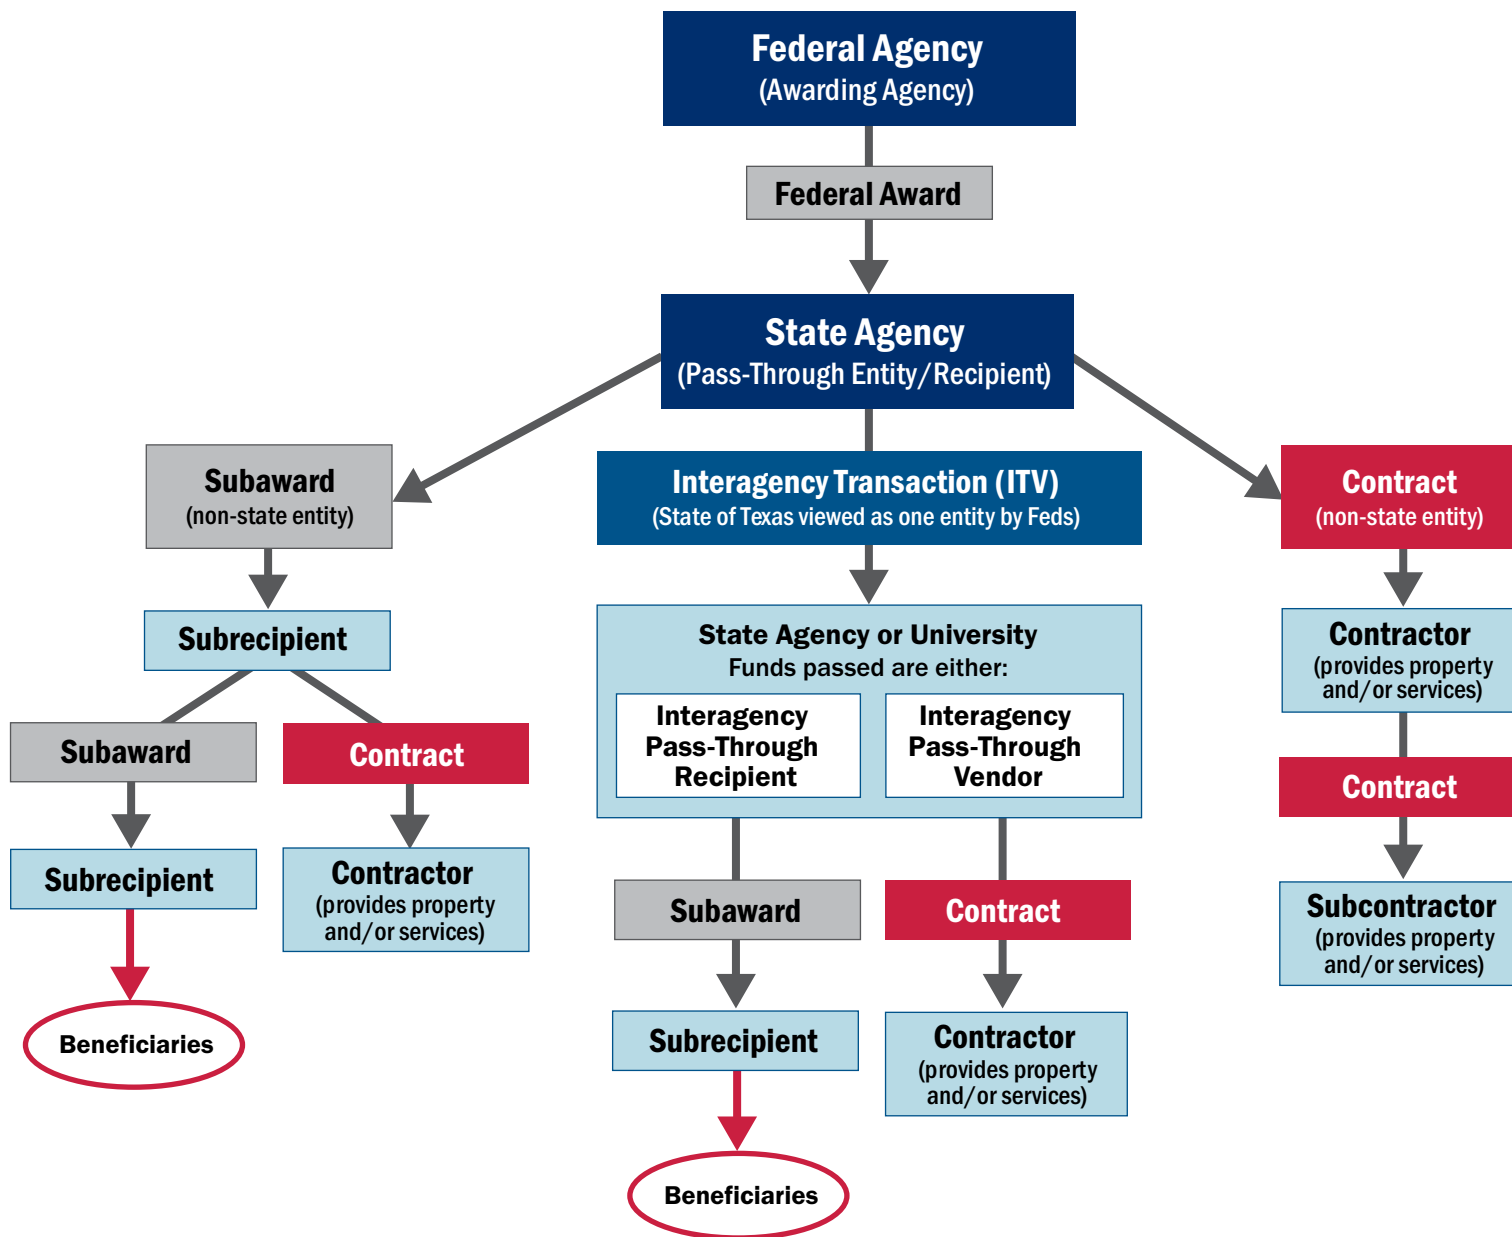 Federal Agency
(Awarding Agency)
Federal Award
State Agency
(Pass-Through Entity/Recipient)
Subaward
(non-state entity)
Subrecipient
Subaward
Subrecipient
Beneficiaries
Contract
Contractor
(provides property
and/or services)
Interagency Transaction (ITV)
(State of Texas viewed as one entity by Feds)
State Agency or University
Funds passed are either:
Interagency
Pass-Through
Recipient
Interagency
Pass-Through
Vendor
Subaward
Subrecipient
Beneficiaries
Contract
Contractor
(provides property
and/or services)
Contract
(non-state entity)
Contractor
(provides property
and/or services)
Contract
Subcontractor
(provides property
and/or services)